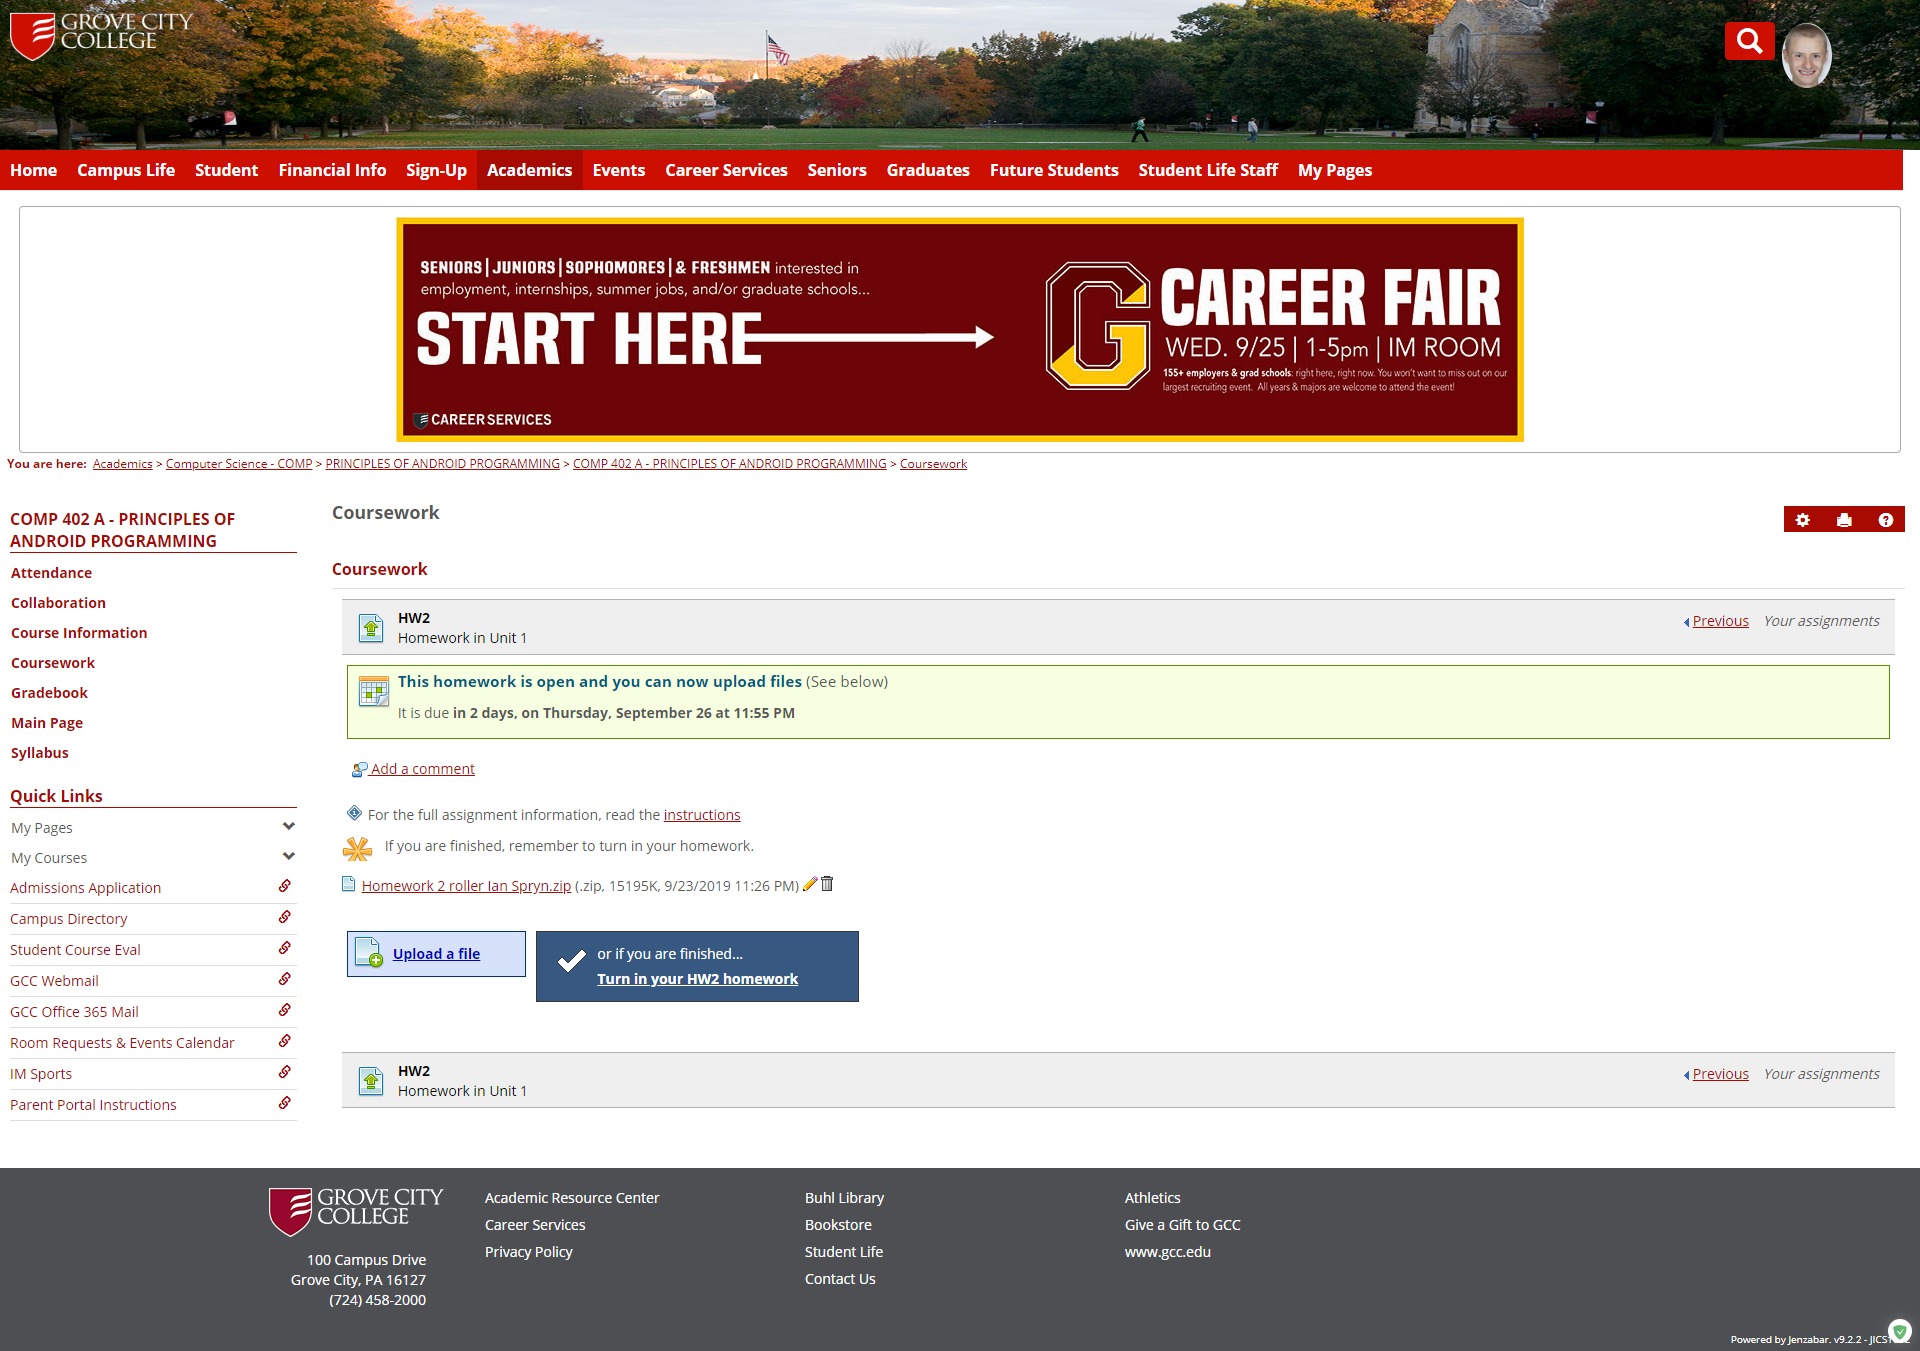 GROVE CITY
COLLEGE
Home Campus Life Student Financial Info Sign-Up Academics Events Career Services Seniors Graduates Future Students Student Life Staff My Pages
SENIORS | JUNIORS | SOPHOMORES | & FRESHMEN interested in
employment, internships, summer jobs, and/or graduate schools...
START HERE
G
CAREER FAIR
WED. 9/25 | 1-5pm | IM ROOM
155+ employers & grad schools: right here, right now. You won't want to miss out on our
largest recruiting event. All years & majors are welcome to attend the event!
CAREER SERVICES
You are here: Academics > Computer Science - COMP > PRINCIPLES OF ANDROID PROGRAMMING > COMP 402 A - PRINCIPLES OF ANDROID PROGRAMMING > Coursework
COMP 402 A - PRINCIPLES OF
ANDROID PROGRAMMING
Attendance
Collaboration
Course Information
Coursework
Gradebook
Main Page
Syllabus
Quick Links
My Pages
My Courses
Admissions Application
Campus Directory
Student Course Eval
GCC Webmail
GCC Office 365 Mail
Room Requests & Events Calendar
IM Sports
Parent Portal Instructions
Coursework
Coursework
HW2
Homework in Unit 1
Previous Your assignments
This homework is open and you can now upload files (See below)
It is due in 2 days, on Thursday, September 26 at 11:55 PM
Add a comment
For the full assignment information, read the instructions
If you are finished, remember to turn in your homework.
Homework 2 roller Ian Spryn.zip (.zip, 15195K, 9/23/2019 11:26 PM)
Upload a file
or if you are finished...
Turn in your HW2 homework
HW2
Homework in Unit 1
Previous Your assignments
GROVE CITY
COLLEGE
100 Campus Drive
Grove City, PA 16127
(724) 458-2000
Academic Resource Center
Career Services
Privacy Policy
Buhl Library
Bookstore
Student Life
Contact Us
Athletics
Give a Gift to GCC
www.gcc.edu
Powered by Jenzabar. v9.2.2 -